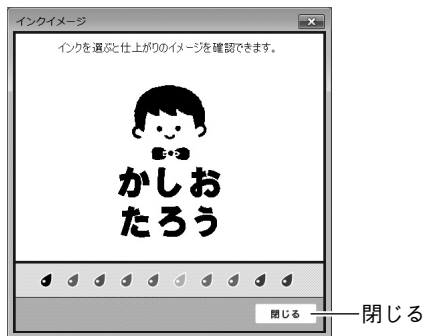 インクイメージ
インクを選ぶと仕上がりのイメージを確認できます。
かしお
たろう
閉じる
閉じる